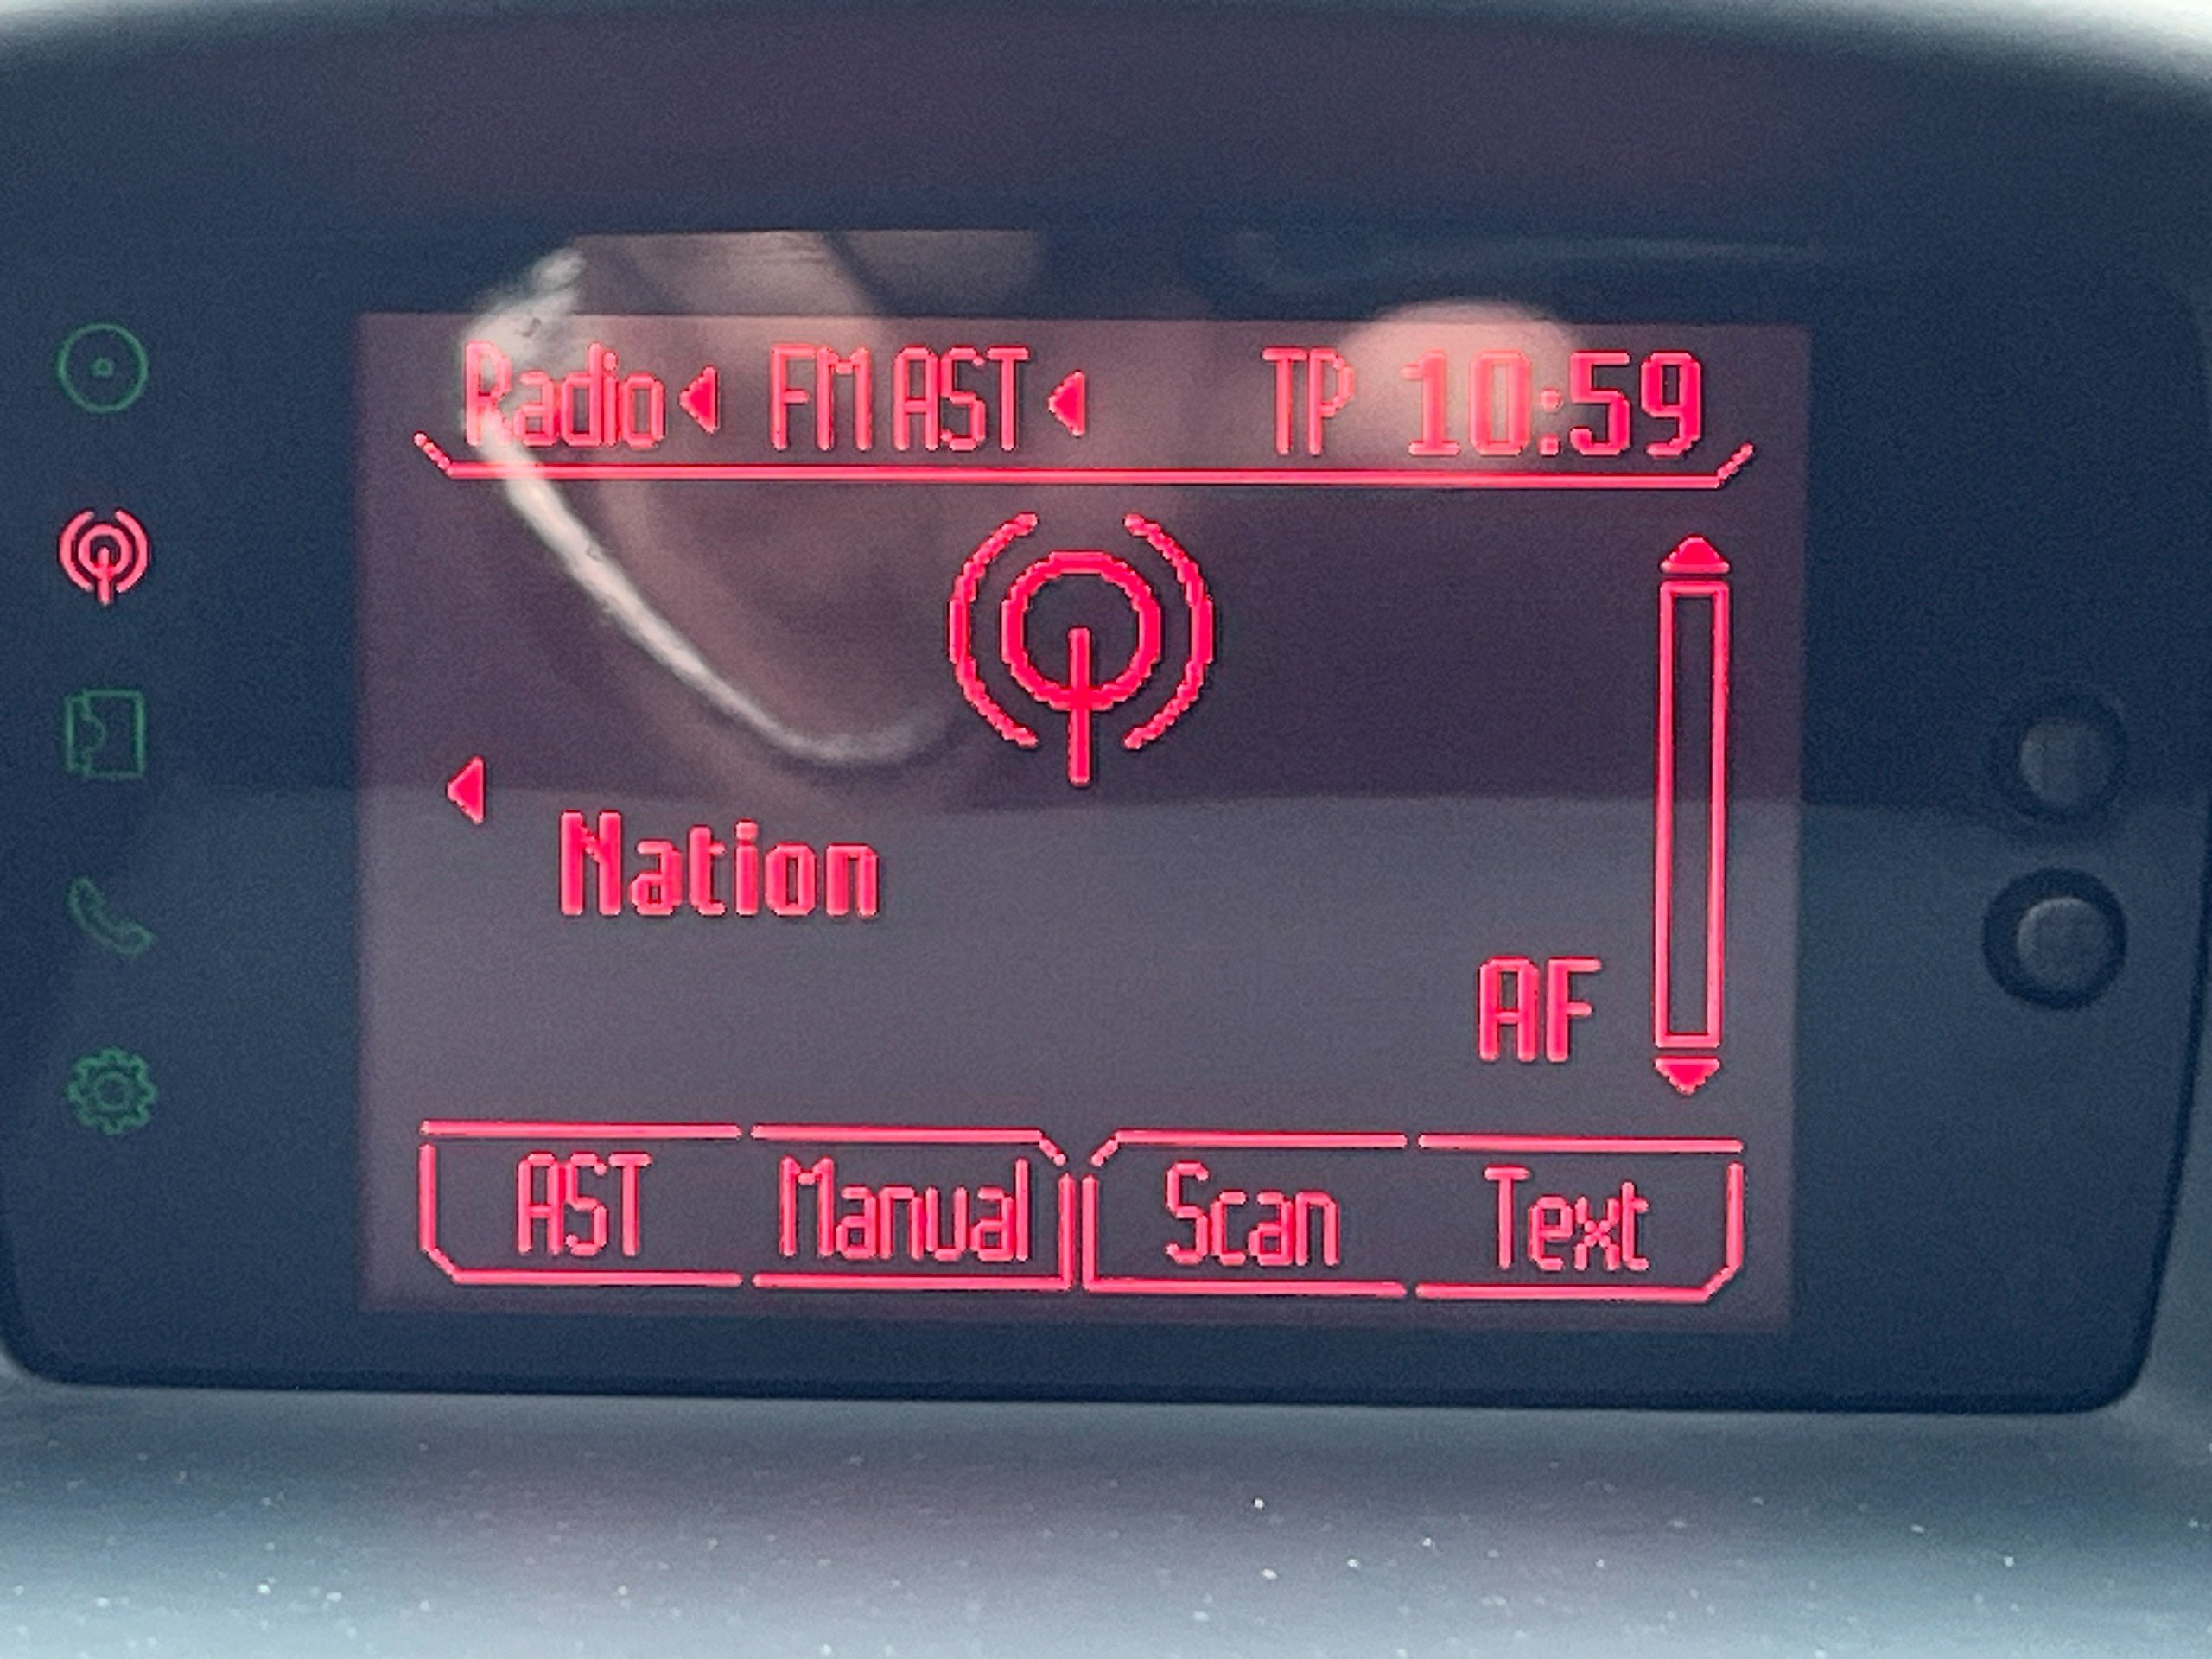 Radio FM AST TP 10:59
Nation
AF
AST Manual Scan Text